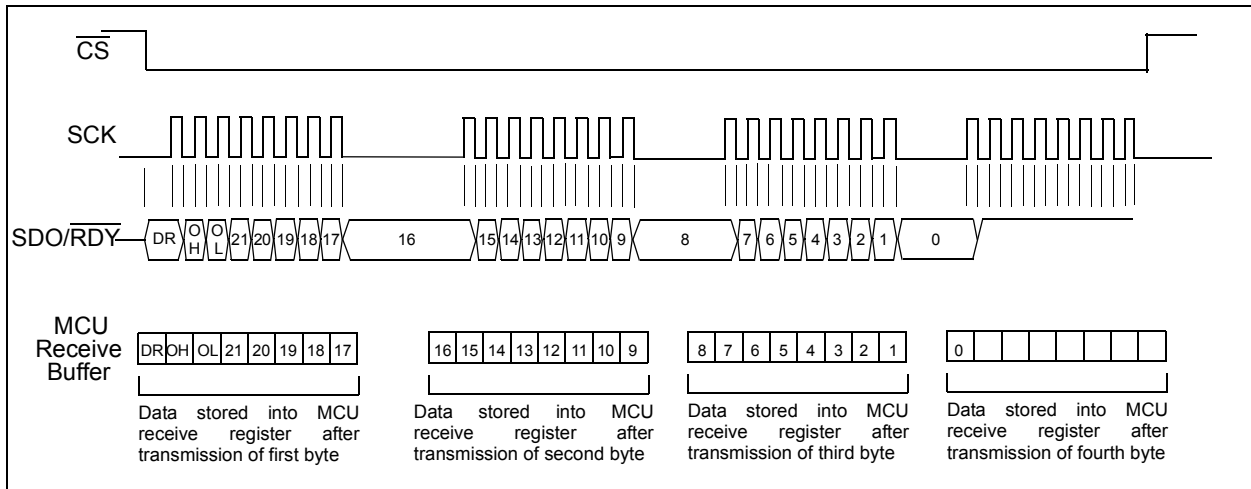 CS
SCK
SDO/RDY
DR OH OL 21 20 19 18 17 16 15 14 13 12 11 10 9 8 7 6 5 4 3 2 1 0
MCU
Receive
Buffer
DR OH OL 21 20 19 18 17
16 15 14 13 12 11 10 9
8 7 6 5 4 3 2 1
0
Data stored into MCU
receive register after
transmission of first byte
Data stored into MCU
receive register after
transmission of second byte
Data stored into MCU
receive register after
transmission of third byte
Data stored into MCU
receive register after
transmission of fourth byte